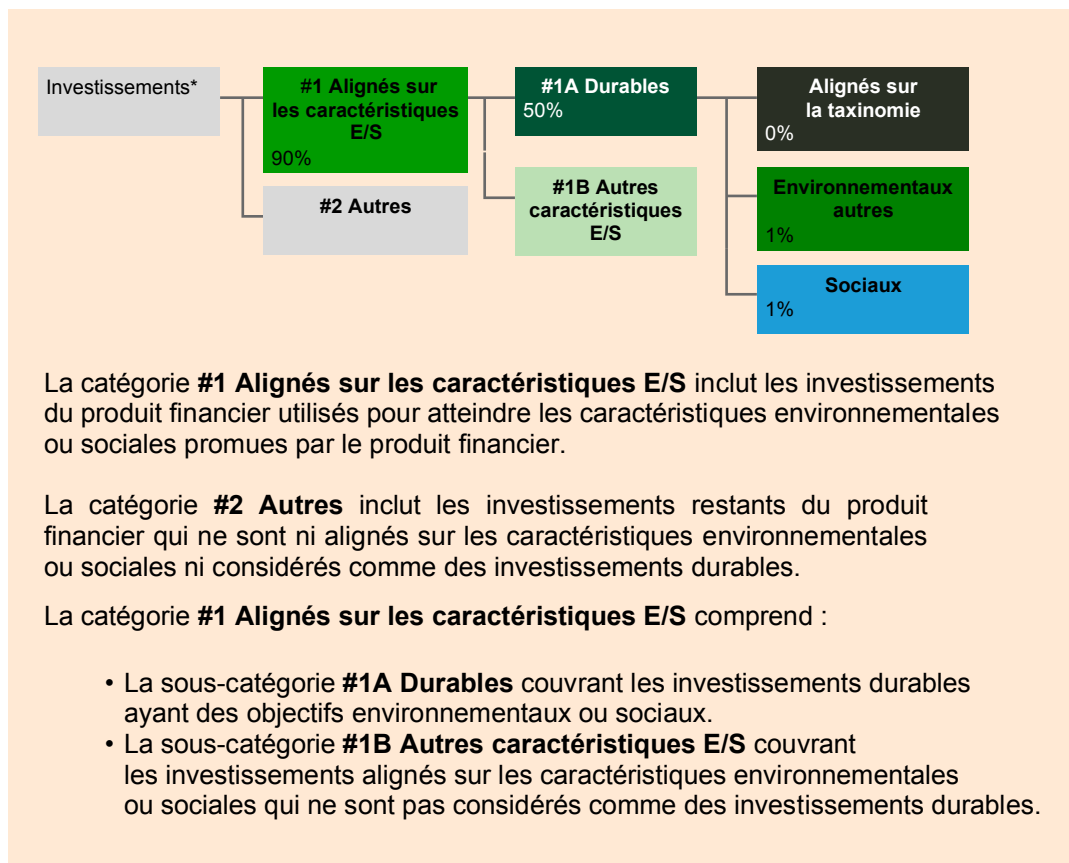 Investissements*
#1 Alignés sur
les caractéristiques
E/S
90%
#2 Autres
#1A Durables
50%
#1B Autres
caractéristiques
E/S
Alignés sur
la taxinomie
0%
Environnementaux
autres
1%
Sociaux
1%
La catégorie #1 Alignés sur les caractéristiques E/S inclut les investissements
du produit financier utilisés pour atteindre les caractéristiques environnementales
ou sociales promues par le produit financier.
La catégorie #2 Autres inclut les investissements restants du produit
financier qui ne sont ni alignés sur les caractéristiques environnementales
ou sociales ni considérés comme des investissements durables.
La catégorie #1 Alignés sur les caractéristiques E/S comprend :
• La sous-catégorie #1A Durables couvrant les investissements durables
ayant des objectifs environnementaux ou sociaux.
• La sous-catégorie #1B Autres caractéristiques E/S couvrant
les investissements alignés sur les caractéristiques environnementales
ou sociales qui ne sont pas considérés comme des investissements durables.